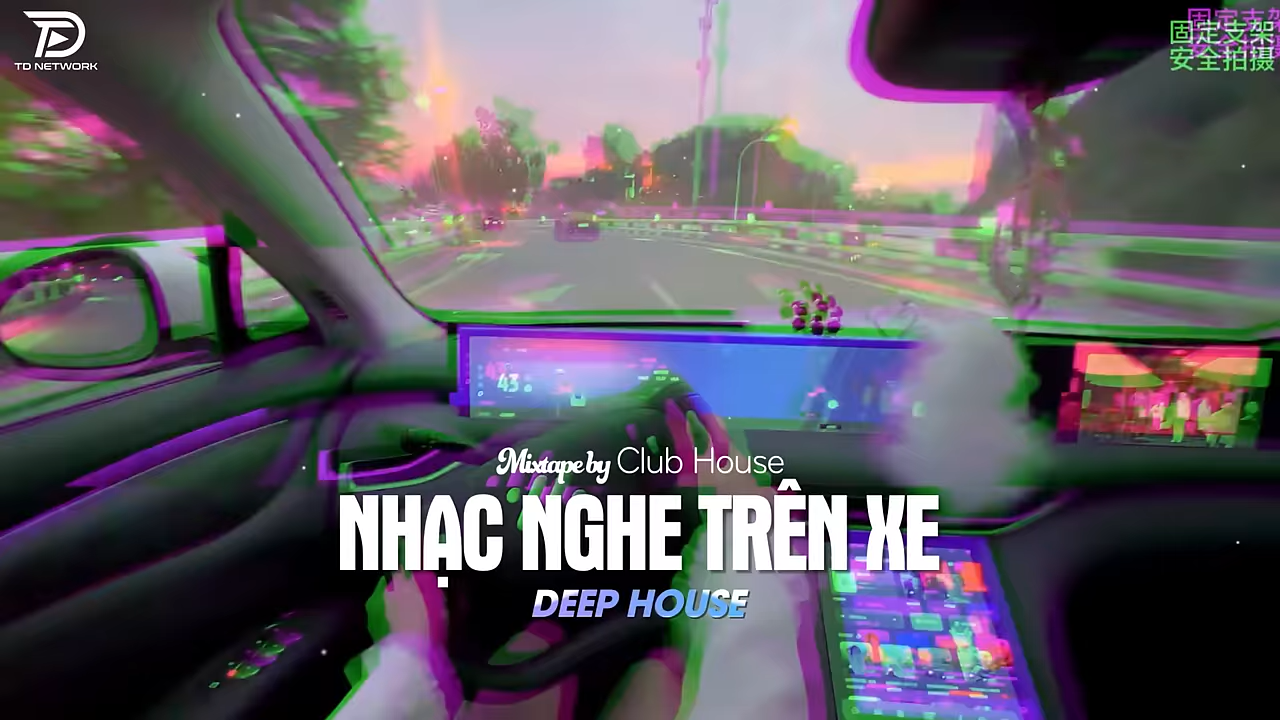 TD NETWORK
固定支架
安全拍摄
43
Mixtape by Club House
NHẠC NGHE TRÊN XE
DEEP HOUSE